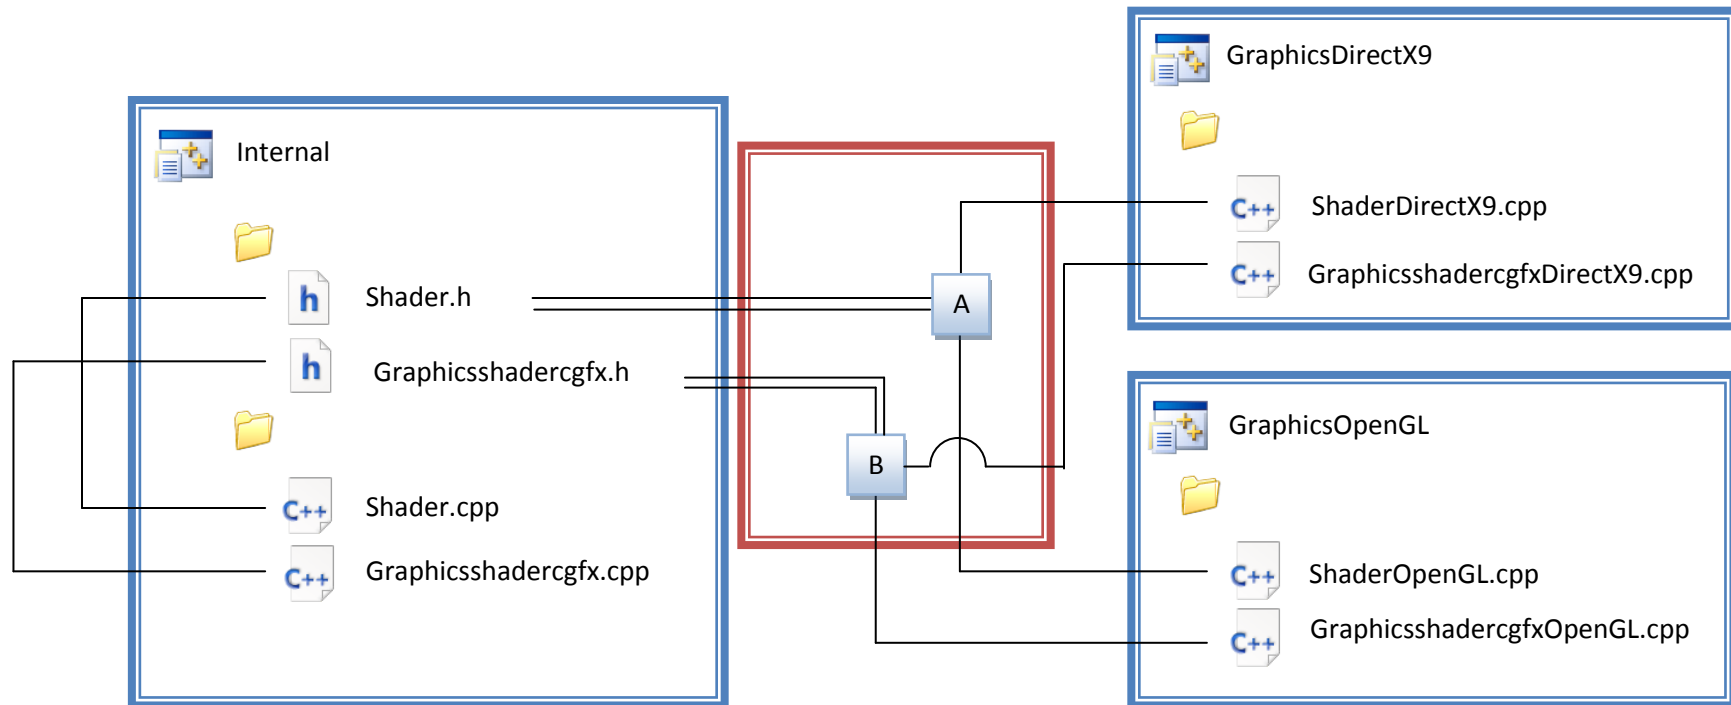 Internal
Shader.h
Graphicsshadercgfx.h
Shader.cpp
Graphicsshadercgfx.cpp
A
B
GraphicsDirectX9
ShaderDirectX9.cpp
GraphicsshadercgfxDirectX9.cpp
GraphicsOpenGL
ShaderOpenGL.cpp
GraphicsshadercgfxOpenGL.cpp
h
h
C++
C++
C++
C++
C++
C++